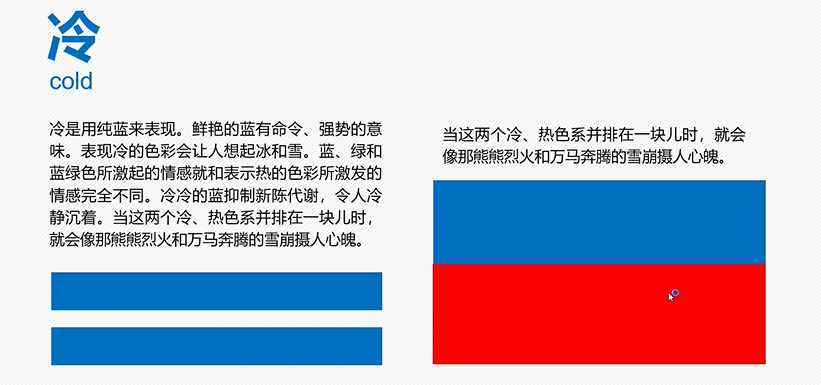 冷
cold
冷是用纯蓝来表现。鲜艳的蓝有命令、强势的意
味。表现冷的色彩会让人想起冰和雪。蓝、绿和
蓝绿色所激起的情感就和表示热的色彩所激发的
情感完全不同。冷冷的蓝抑制新陈代谢，令人冷
静沉着。当这两个冷、热色系并排在一块儿时，
就会像那熊熊烈火和万马奔腾的雪崩摄人心魄。
当这两个冷、热色系并排在一块儿时，就会
像那熊熊烈火和万马奔腾的雪崩摄人心魄。